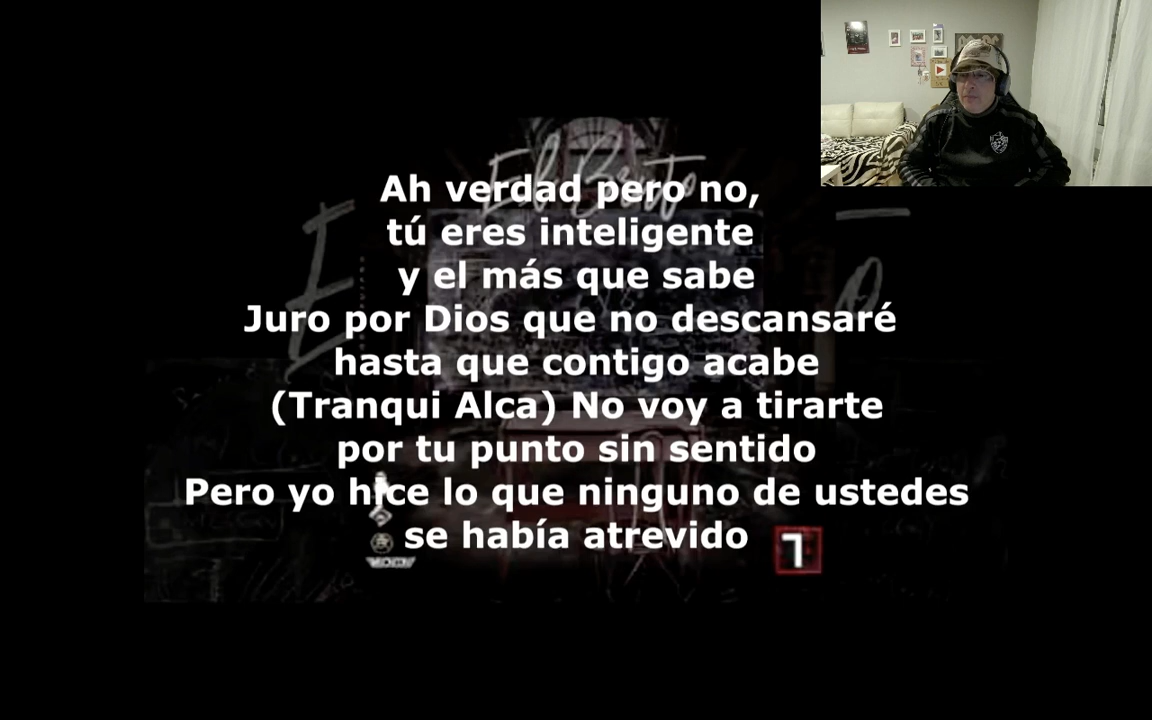 El Brito
Ah verdad pero no,
tú eres inteligente
y el más que sabe
Juro por Dios que no descansaré
hasta que contigo acabe
(Tranqui Alca) No voy a tirarte
por tu punto sin sentido
Pero yo hice lo que ninguno de ustedes
se había atrevido